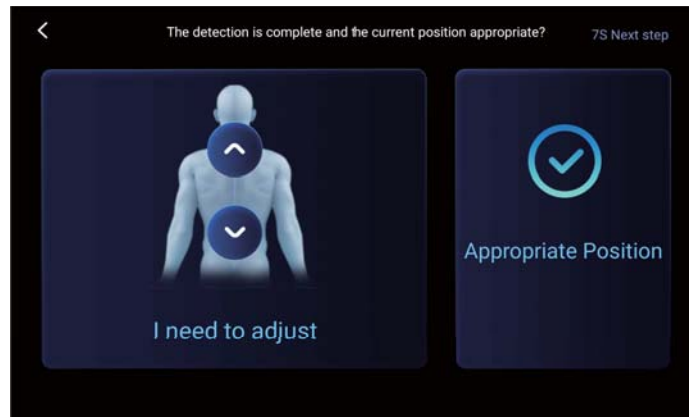 The detection is complete and the current position appropriate?
7S Next step
Appropriate Position
I need to adjust